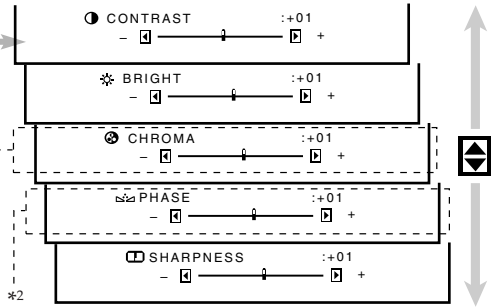 CONTRAST :+01
– +
BRIGHT :+01
– +
CHROMA :+01
– +
PHASE :+01
– +
SHARPNESS :+01
– +
*2